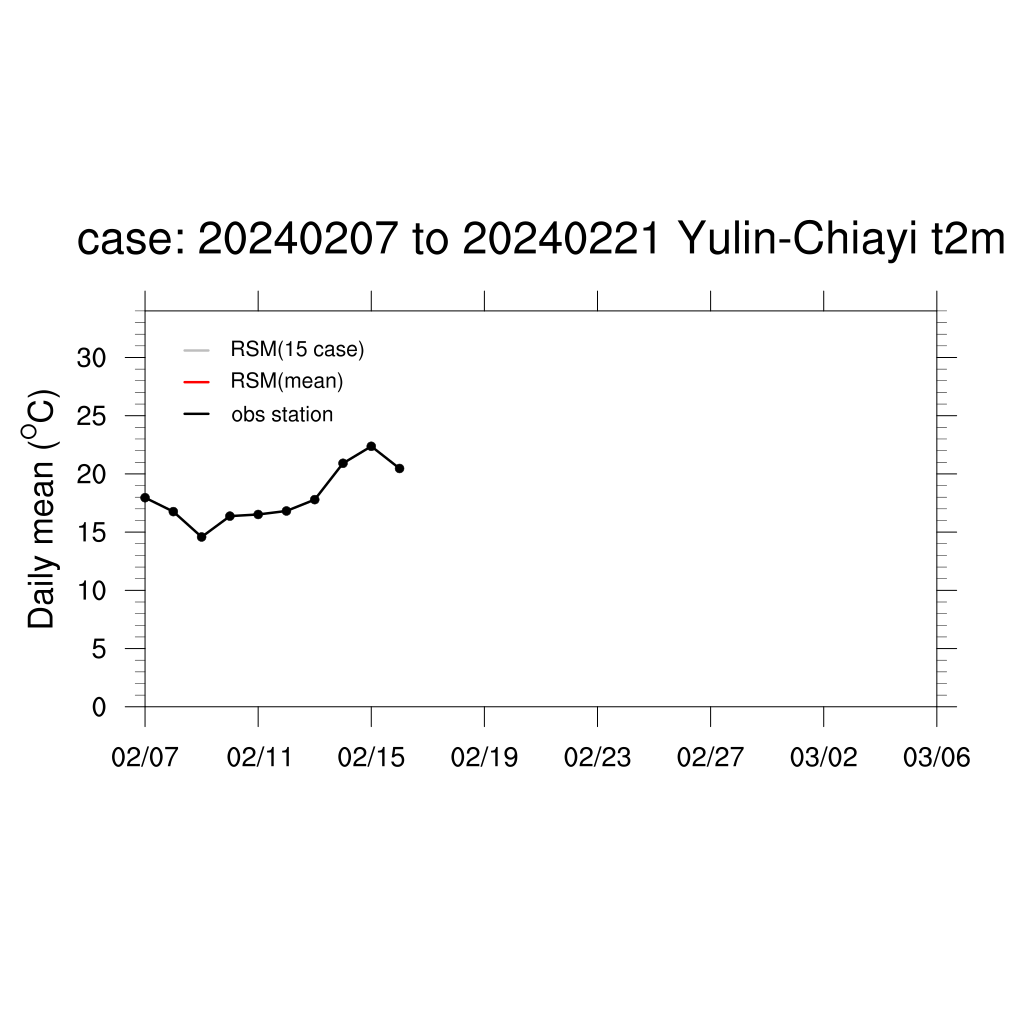 case: 20240207 to 20240221 Yulin-Chiayi t2m
RSM(15 case)
RSM(mean)
obs station
Daily mean (°C)
30
25
20
15
10
5
0
02/07 02/11 02/15 02/19 02/23 02/27 03/02 03/06